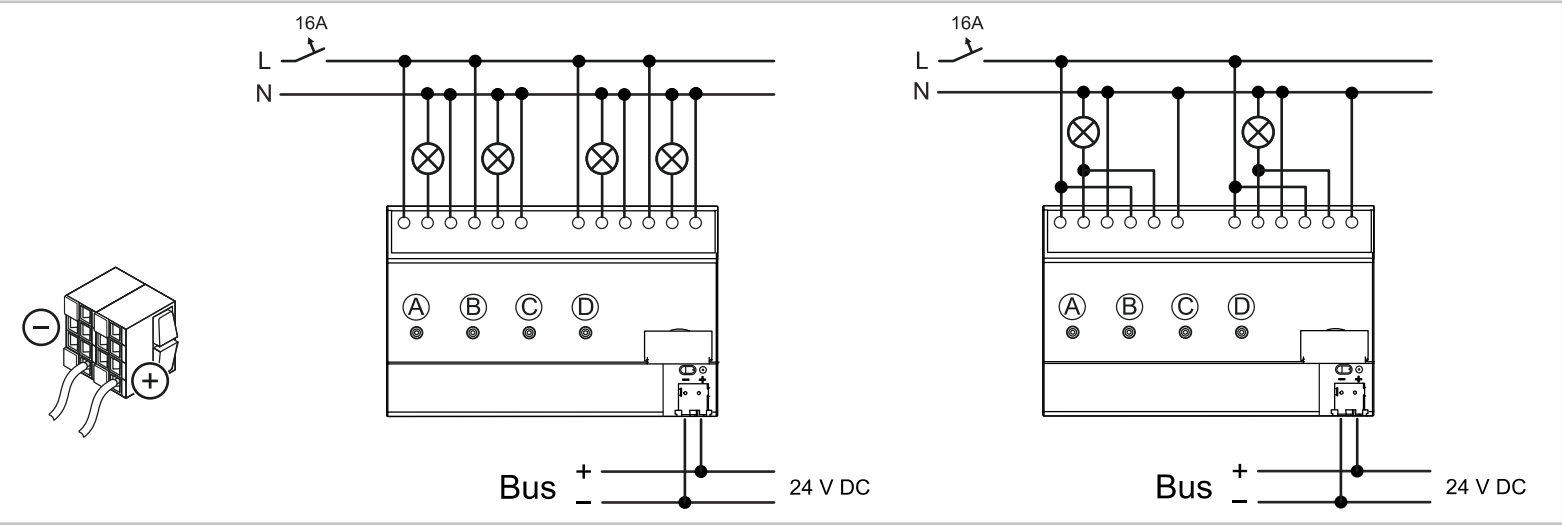 16A
L
N
A B C D
− +
Bus + 24 V DC
−
− +
16A
L
N
A B C D
− +
Bus + 24 V DC
−